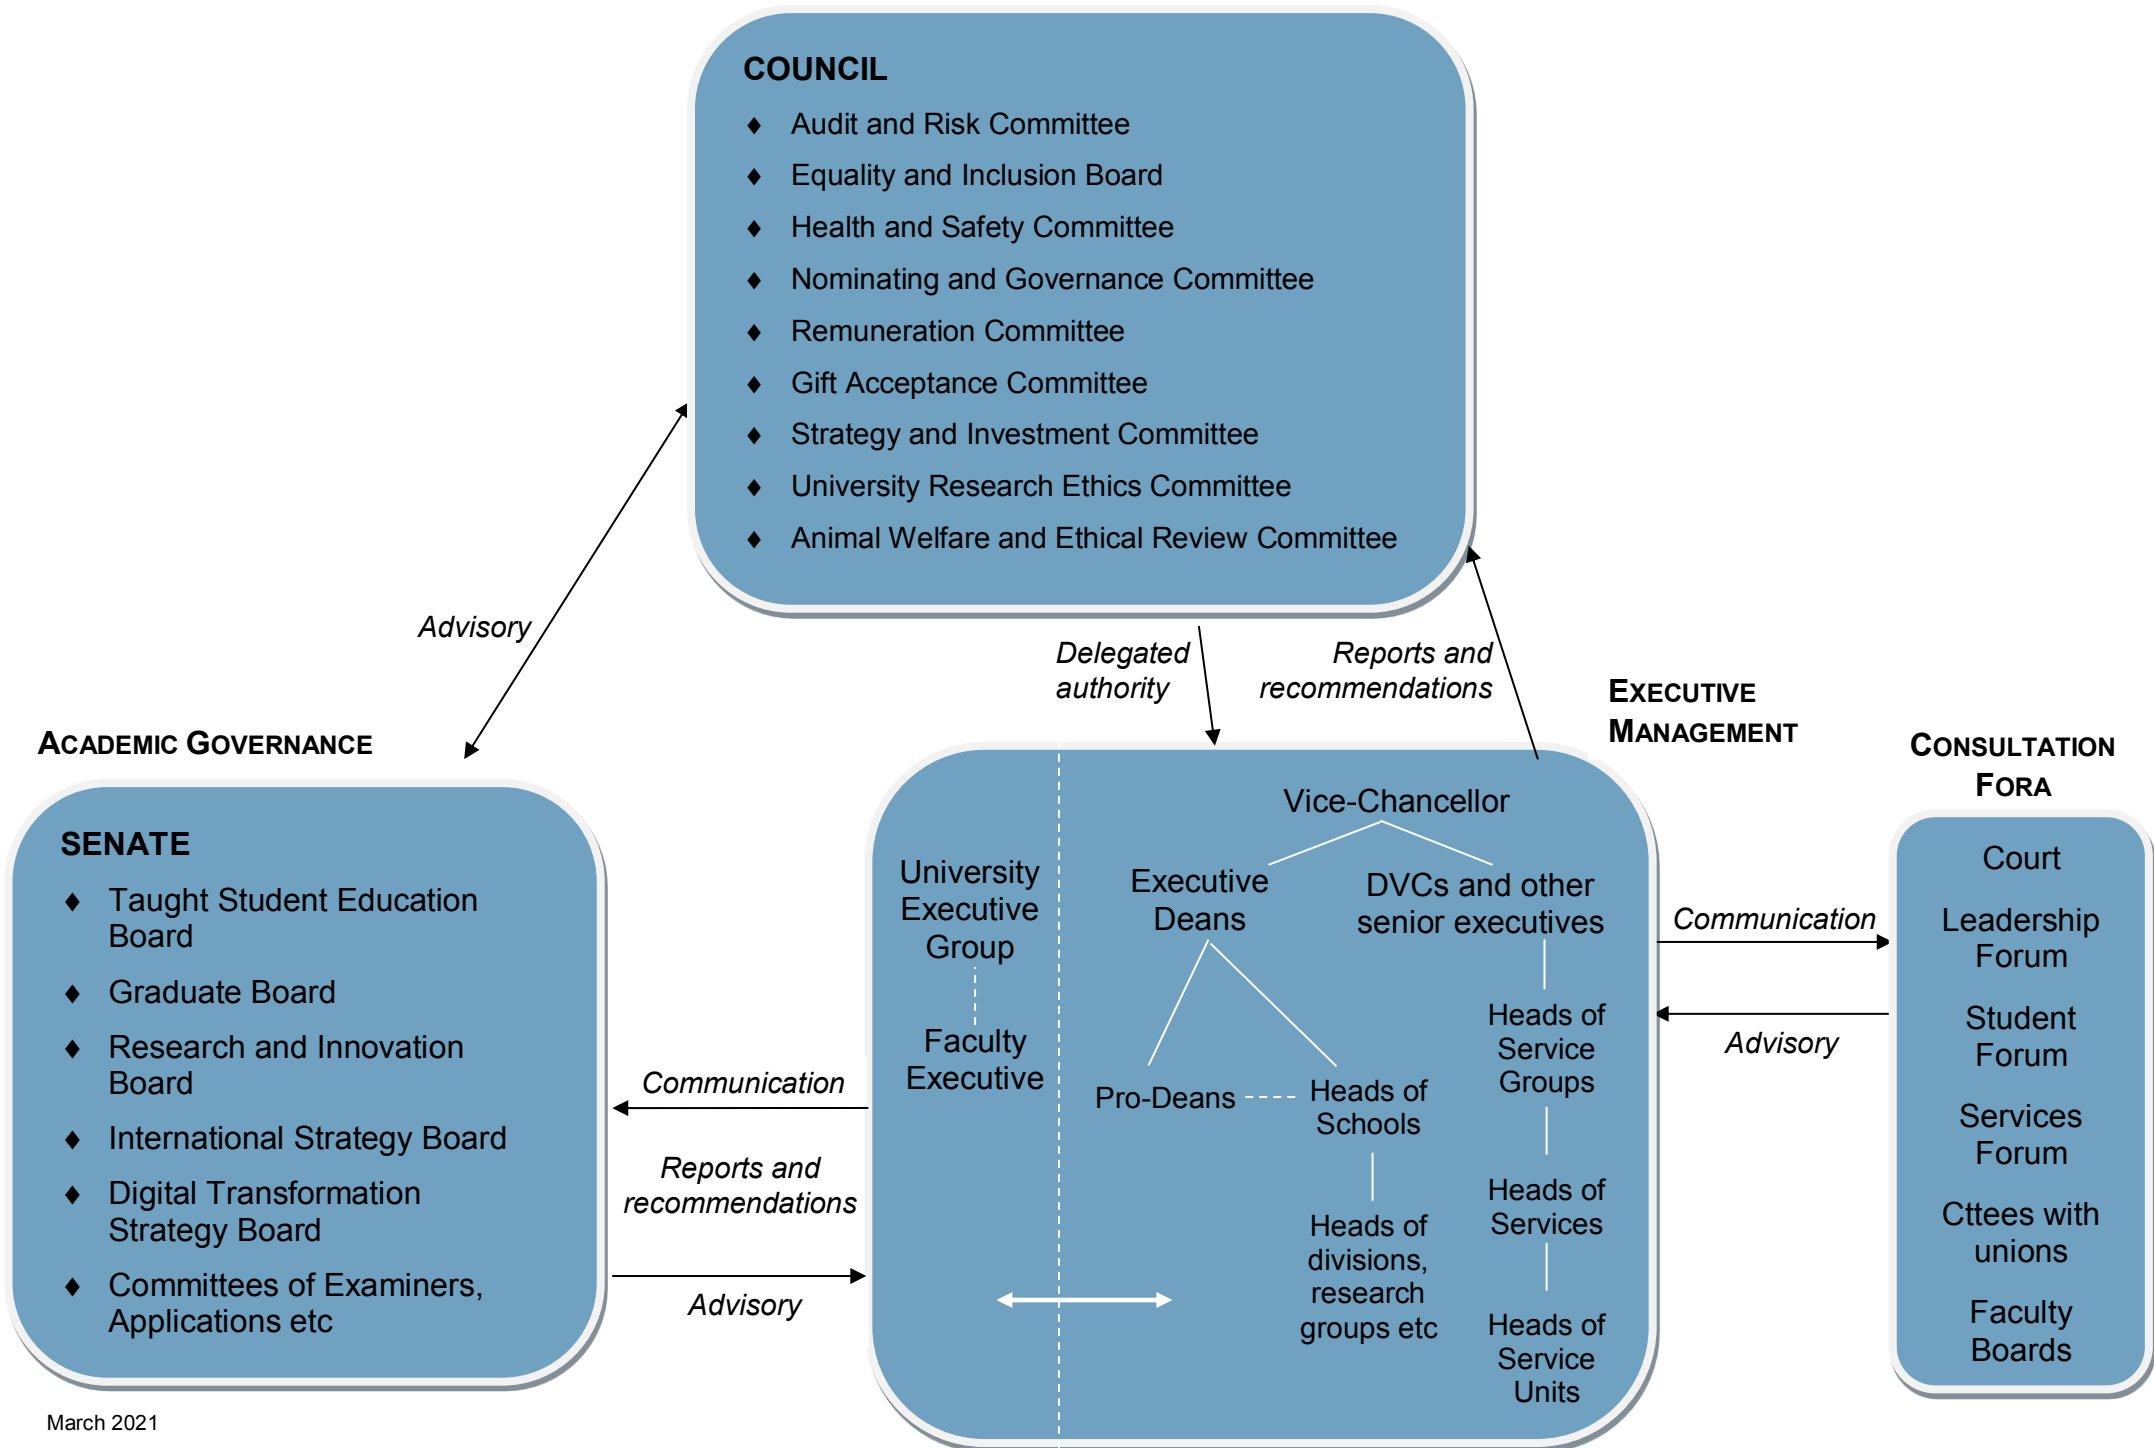 COUNCIL
♦ Audit and Risk Committee
♦ Equality and Inclusion Board
♦ Health and Safety Committee
♦ Nominating and Governance Committee
♦ Remuneration Committee
♦ Gift Acceptance Committee
♦ Strategy and Investment Committee
♦ University Research Ethics Committee
♦ Animal Welfare and Ethical Review Committee
Advisory
Delegated
authority
Reports and
recommendations
ACADEMIC GOVERNANCE
SENATE
♦ Taught Student Education
Board
♦ Graduate Board
♦ Research and Innovation
Board
♦ International Strategy Board
♦ Digital Transformation
Strategy Board
♦ Committees of Examiners,
Applications etc
Communication
Reports and
recommendations
Advisory
EXECUTIVE
MANAGEMENT
University
Executive
Group
Faculty
Executive
Vice-Chancellor
Executive
Deans
DVCs and other
senior executives
Pro-Deans
Heads of
Schools
Heads of
divisions,
research
groups etc
Heads of
Service
Groups
Heads of
Services
Heads of
Service
Units
Communication
Advisory
CONSULTATION
FORA
Court
Leadership
Forum
Student
Forum
Services
Forum
Cttees with
unions
Faculty
Boards
March 2021